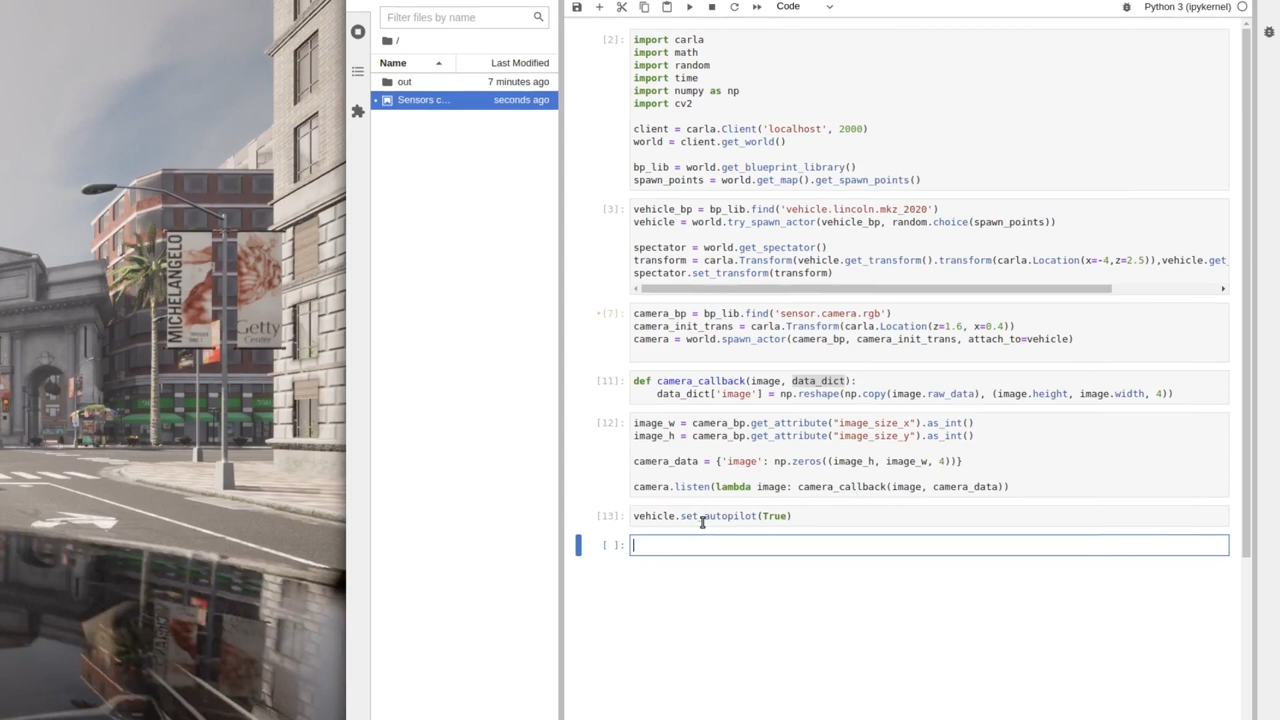 MICHELANGELO
Getty
Center
Filter files by name
/
Name
Last Modified
out
7 minutes ago
Sensors c...
seconds ago
Code
Python 3 (ipykernel)
[2]:
import carla
import math
import random
import time
import numpy as np
import cv2
client = carla.Client('localhost', 2000)
world = client.get_world()
bp_lib = world.get_blueprint_library()
spawn_points = world.get_map().get_spawn_points()
[3]:
vehicle_bp = bp_lib.find('vehicle.lincoln.mkz_2020')
vehicle = world.try_spawn_actor(vehicle_bp, random.choice(spawn_points))
spectator = world.get_spectator()
transform = carla.Transform(vehicle.get_transform().transform(carla.Location(x=-4,z=2.5)),vehicle.get_
spectator.set_transform(transform)
[7]:
camera_bp = bp_lib.find('sensor.camera.rgb')
camera_init_trans = carla.Transform(carla.Location(z=1.6, x=0.4))
camera = world.spawn_actor(camera_bp, camera_init_trans, attach_to=vehicle)
[11]:
def camera_callback(image, data_dict):
    data_dict['image'] = np.reshape(np.copy(image.raw_data), (image.height, image.width, 4))
[12]:
image_w = camera_bp.get_attribute("image_size_x").as_int()
image_h = camera_bp.get_attribute("image_size_y").as_int()
camera_data = {'image': np.zeros((image_h, image_w, 4))}
camera.listen(lambda image: camera_callback(image, camera_data))
[13]:
vehicle.set_autopilot(True)
[ ]: